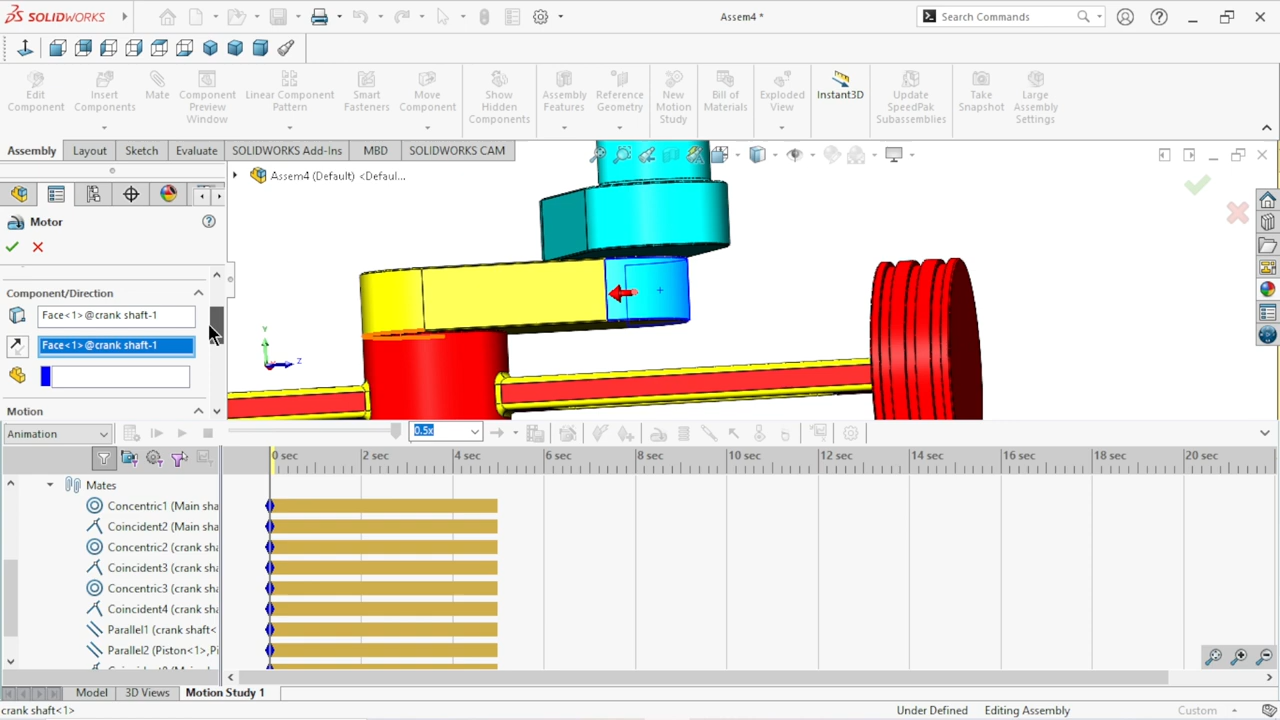 SOLIDWORKS
Assem4 *
Search Commands
Edit Component
Insert Components
Mate
Component Preview Window
Linear Component Pattern
Smart Fasteners
Move Component
Show Hidden Components
Assembly Features
Reference Geometry
New Motion Study
Bill of Materials
Exploded View
Instant3D
Update SpeedPak Subassemblies
Take Snapshot
Large Assembly Settings
Assembly
Layout
Sketch
Evaluate
SOLIDWORKS Add-Ins
MBD
SOLIDWORKS CAM
Assem4 (Default) <Defaul...
Motor
Component/Direction
Face<1>@crank shaft-1
Face<1>@crank shaft-1
Motion
Y
Z
Animation
0.5x
0 sec
2 sec
4 sec
6 sec
8 sec
10 sec
12 sec
14 sec
16 sec
18 sec
20 sec
Mates
Concentric1 (Main sha
Coincident2 (Main sha
Concentric2 (crank sha
Coincident3 (crank sha
Concentric3 (crank sha
Coincident4 (crank sha
Parallel1 (crank shaft<
Parallel2 (Piston<1>,Pi
Model
3D Views
Motion Study 1
crank shaft<1>
Under Defined
Editing Assembly
Custom